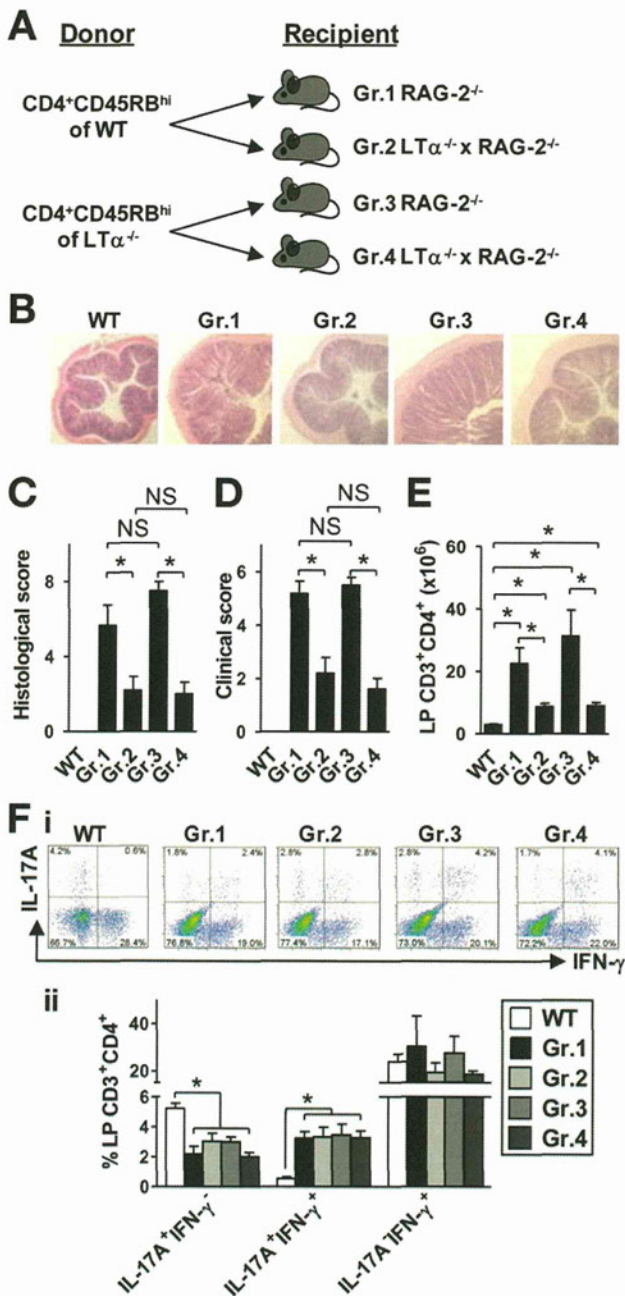 A
Donor Recipient
CD4⁺CD45RBʰⁱ
of WT
Gr.1 RAG-2⁻/⁻
Gr.2 LTα⁻/⁻ x RAG-2⁻/⁻
CD4⁺CD45RBʰⁱ
of LTα⁻/⁻
Gr.3 RAG-2⁻/⁻
Gr.4 LTα⁻/⁻ x RAG-2⁻/⁻
B
WT Gr.1 Gr.2 Gr.3 Gr.4
C
NS
NS
* *
Histological score
8
4
0
WT Gr.1 Gr.2 Gr.3 Gr.4
D
NS
NS
* *
Clinical score
6
4
2
0
WT Gr.1 Gr.2 Gr.3 Gr.4
E
*
*
* *
* *
LP CD3⁺CD4⁺ (x10⁶)
60
40
20
0
WT Gr.1 Gr.2 Gr.3 Gr.4
F i
WT Gr.1 Gr.2 Gr.3 Gr.4
IL-17A
4.2% 0.6% 1.8% 2.4% 2.8% 2.8% 2.8% 4.2% 1.7% 4.1%
66.7% 28.4% 76.8% 19.0% 77.4% 17.1% 73.0% 20.1% 72.2% 22.0%
IFN-γ
ii
% LP CD3⁺CD4⁺
40
20
6
4
2
0
* *
IL-17A⁺IFN-γ⁻
IL-17A⁺IFN-γ⁺
IL-17A⁻IFN-γ⁺
WT
Gr.1
Gr.2
Gr.3
Gr.4